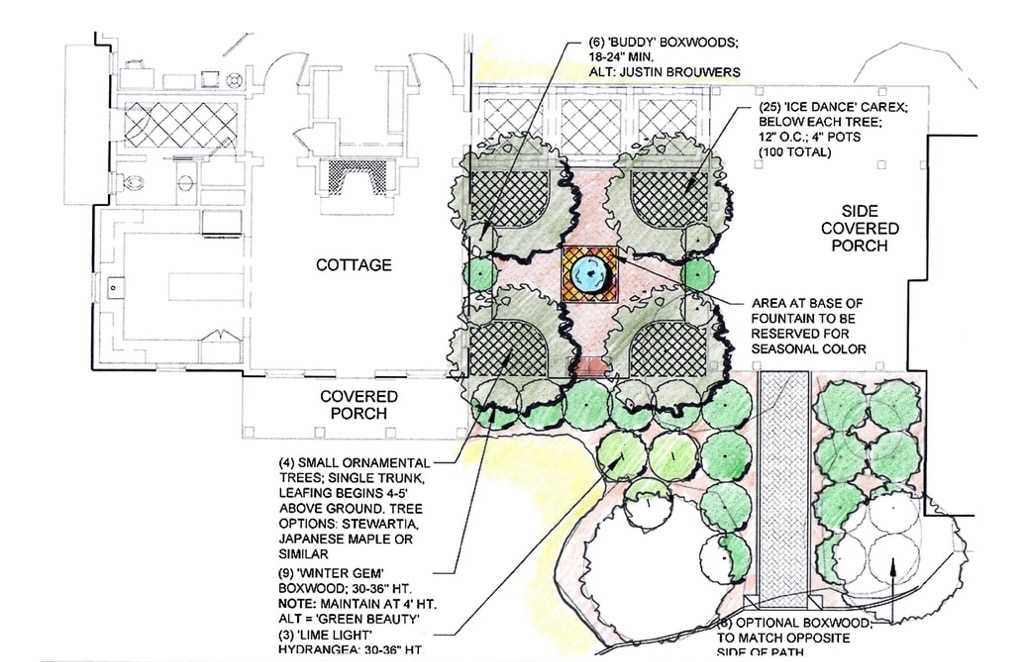 (6) 'BUDDY' BOXWOODS;
18-24" MIN.
ALT: JUSTIN BROUWERS
(25) 'ICE DANCE' CAREX;
BELOW EACH TREE;
12" O.C.; 4" POTS
(100 TOTAL)
SIDE
COVERED
PORCH
COTTAGE
AREA AT BASE OF
FOUNTAIN TO BE
RESERVED FOR
SEASONAL COLOR
COVERED
PORCH
(4) SMALL ORNAMENTAL
TREES; SINGLE TRUNK,
LEAFING BEGINS 4-5'
ABOVE GROUND. TREE
OPTIONS: STEWARTIA,
JAPANESE MAPLE OR
SIMILAR
(9) 'WINTER GEM'
BOXWOOD; 30-36" HT.
NOTE: MAINTAIN AT 4' HT.
ALT = 'GREEN BEAUTY'
(3) 'LIME LIGHT'
HYDRANGEA; 30-36" HT.
(8) OPTIONAL BOXWOOD;
TO MATCH OPPOSITE
SIDE OF PATH